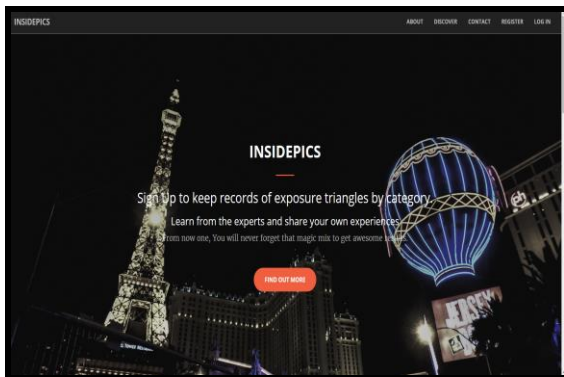 INSIDEPICS
ABOUT DISCOVER CONTACT REGISTER LOG IN
INSIDEPICS
Sign Up to keep records of exposure triangles by category.
Learn from the experts and share your own experiences
From now one, You will never forget that magic mix to get awesome
FIND OUT MORE
JERSEY